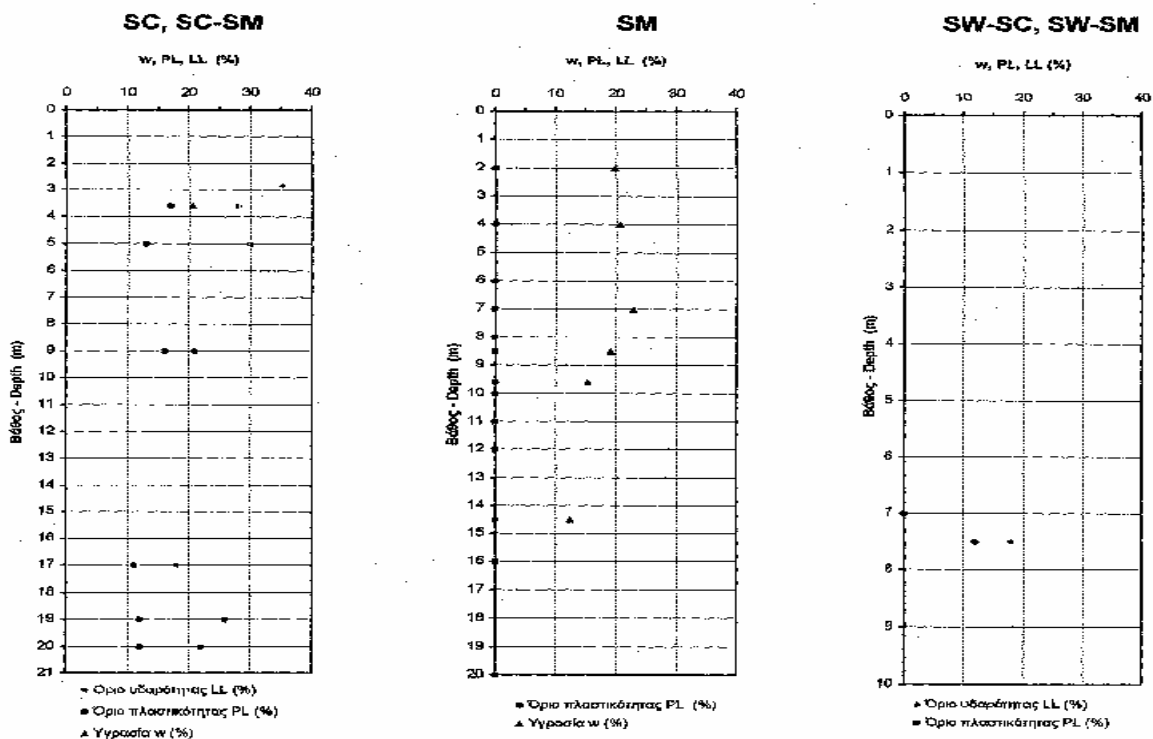 SC, SC-SM
w, PL, LL (%)
0 10 20 30 40
0
1
2
3
4
5
6
7
8
9
10
11
12
13
14
15
16
17
18
19
20
21
Βάθος - Depth (m)
Όριο υδαρότητας LL (%)
Όριο πλαστικότητας PL (%)
Υγρασία w (%)
SM
w, PL, LL (%)
0 10 20 30 40
0
1
2
3
4
5
6
7
8
9
10
11
12
13
14
15
16
17
18
19
20
Βάθος - Depth (m)
Όριο πλαστικότητας PL (%)
Υγρασία w (%)
SW-SC, SW-SM
w, PL, LL (%)
0 10 20 30 40
0
1
2
3
4
5
6
7
8
9
10
Βάθος - Depth (m)
Όριο υδαρότητας LL (%)
Όριο πλαστικότητας PL (%)